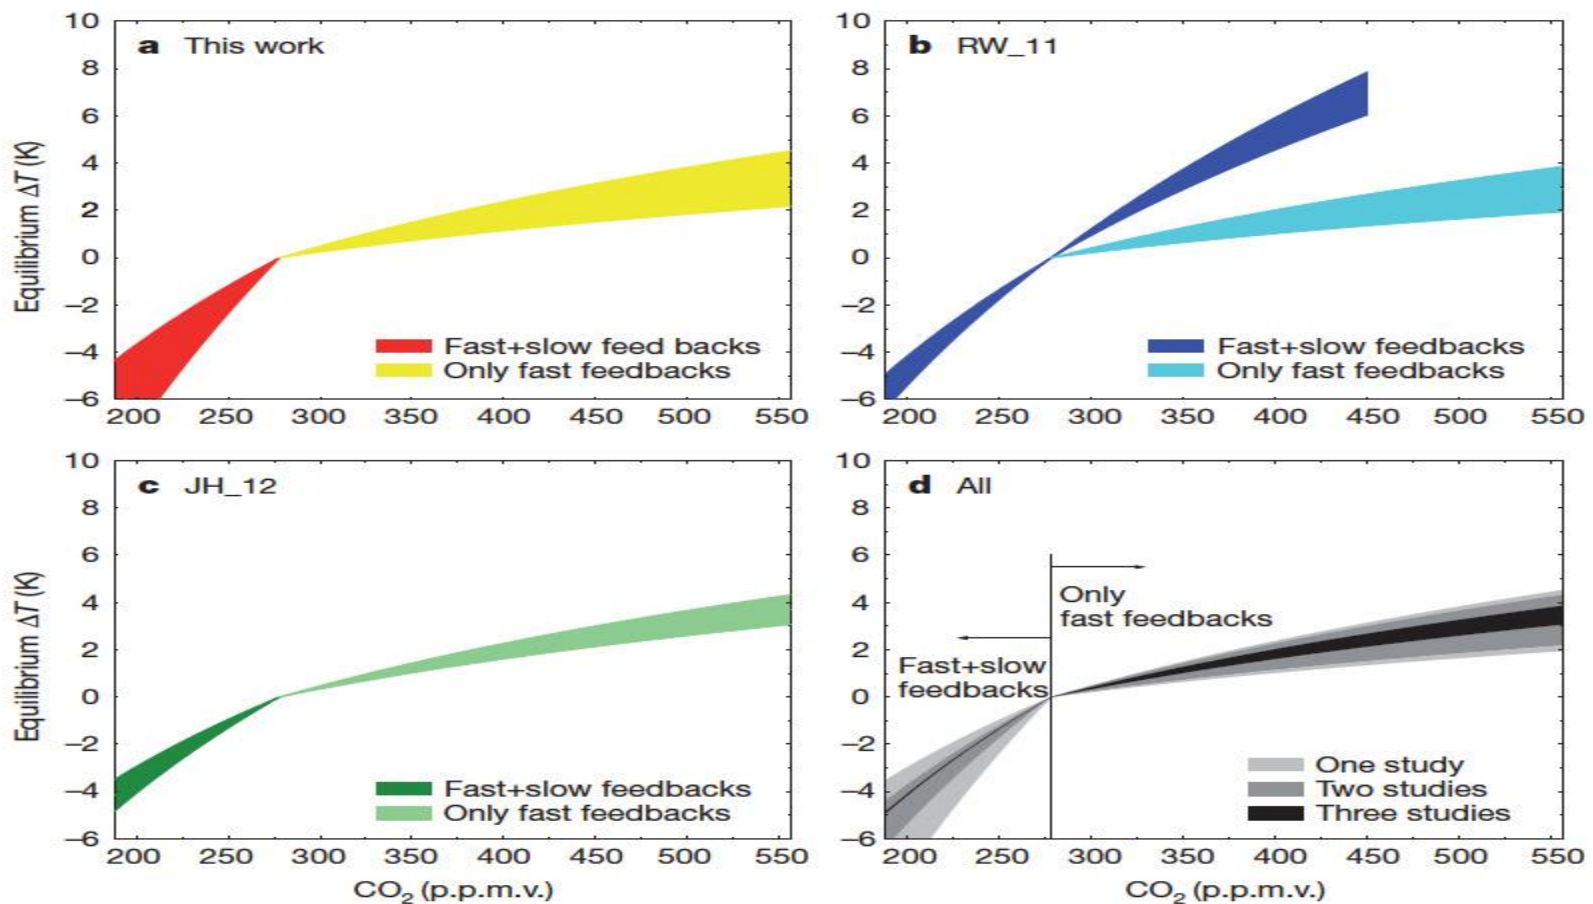 a This work
10
8
6
4
2
0
–2
–4
–6
Equilibrium ΔT (K)
Fast+slow feed backs
Only fast feedbacks
200 250 300 350 400 450 500 550
b RW_11
10
8
6
4
2
0
–2
–4
–6
Fast+slow feedbacks
Only fast feedbacks
200 250 300 350 400 450 500 550
c JH_12
10
8
6
4
2
0
–2
–4
–6
Equilibrium ΔT (K)
Fast+slow feedbacks
Only fast feedbacks
200 250 300 350 400 450 500 550
CO₂ (p.p.m.v.)
d All
10
8
6
4
2
0
–2
–4
–6
Only
fast feedbacks
Fast+slow
feedbacks
One study
Two studies
Three studies
200 250 300 350 400 450 500 550
CO₂ (p.p.m.v.)